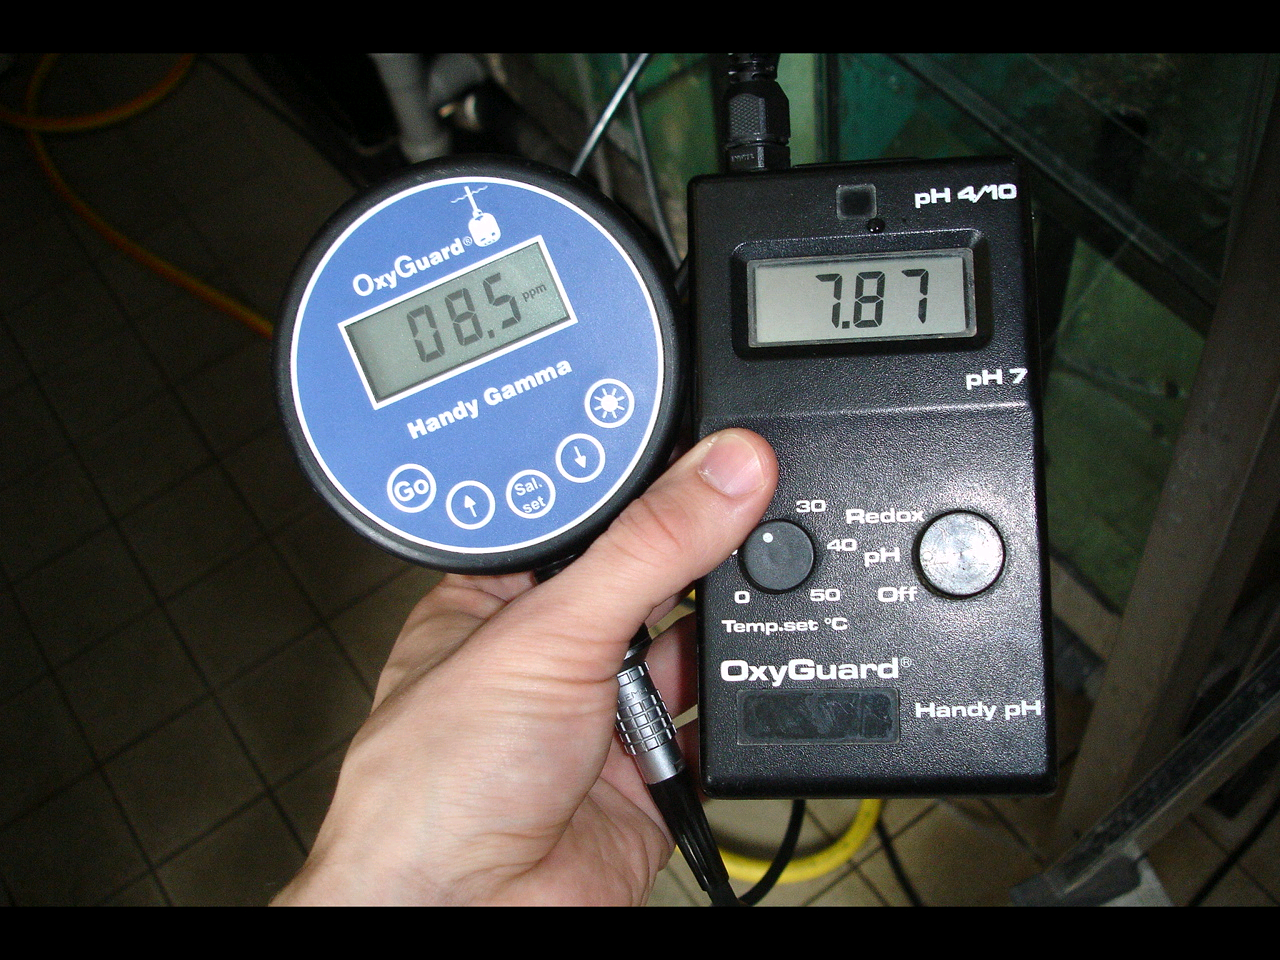 OxyGuard®
08.5 ppm
Handy Gamma
Go
Sal.
set
pH 4/10
7.87
pH 7
30
Redox
40
pH
0
50
Off
Temp.set °C
OxyGuard®
Handy pH